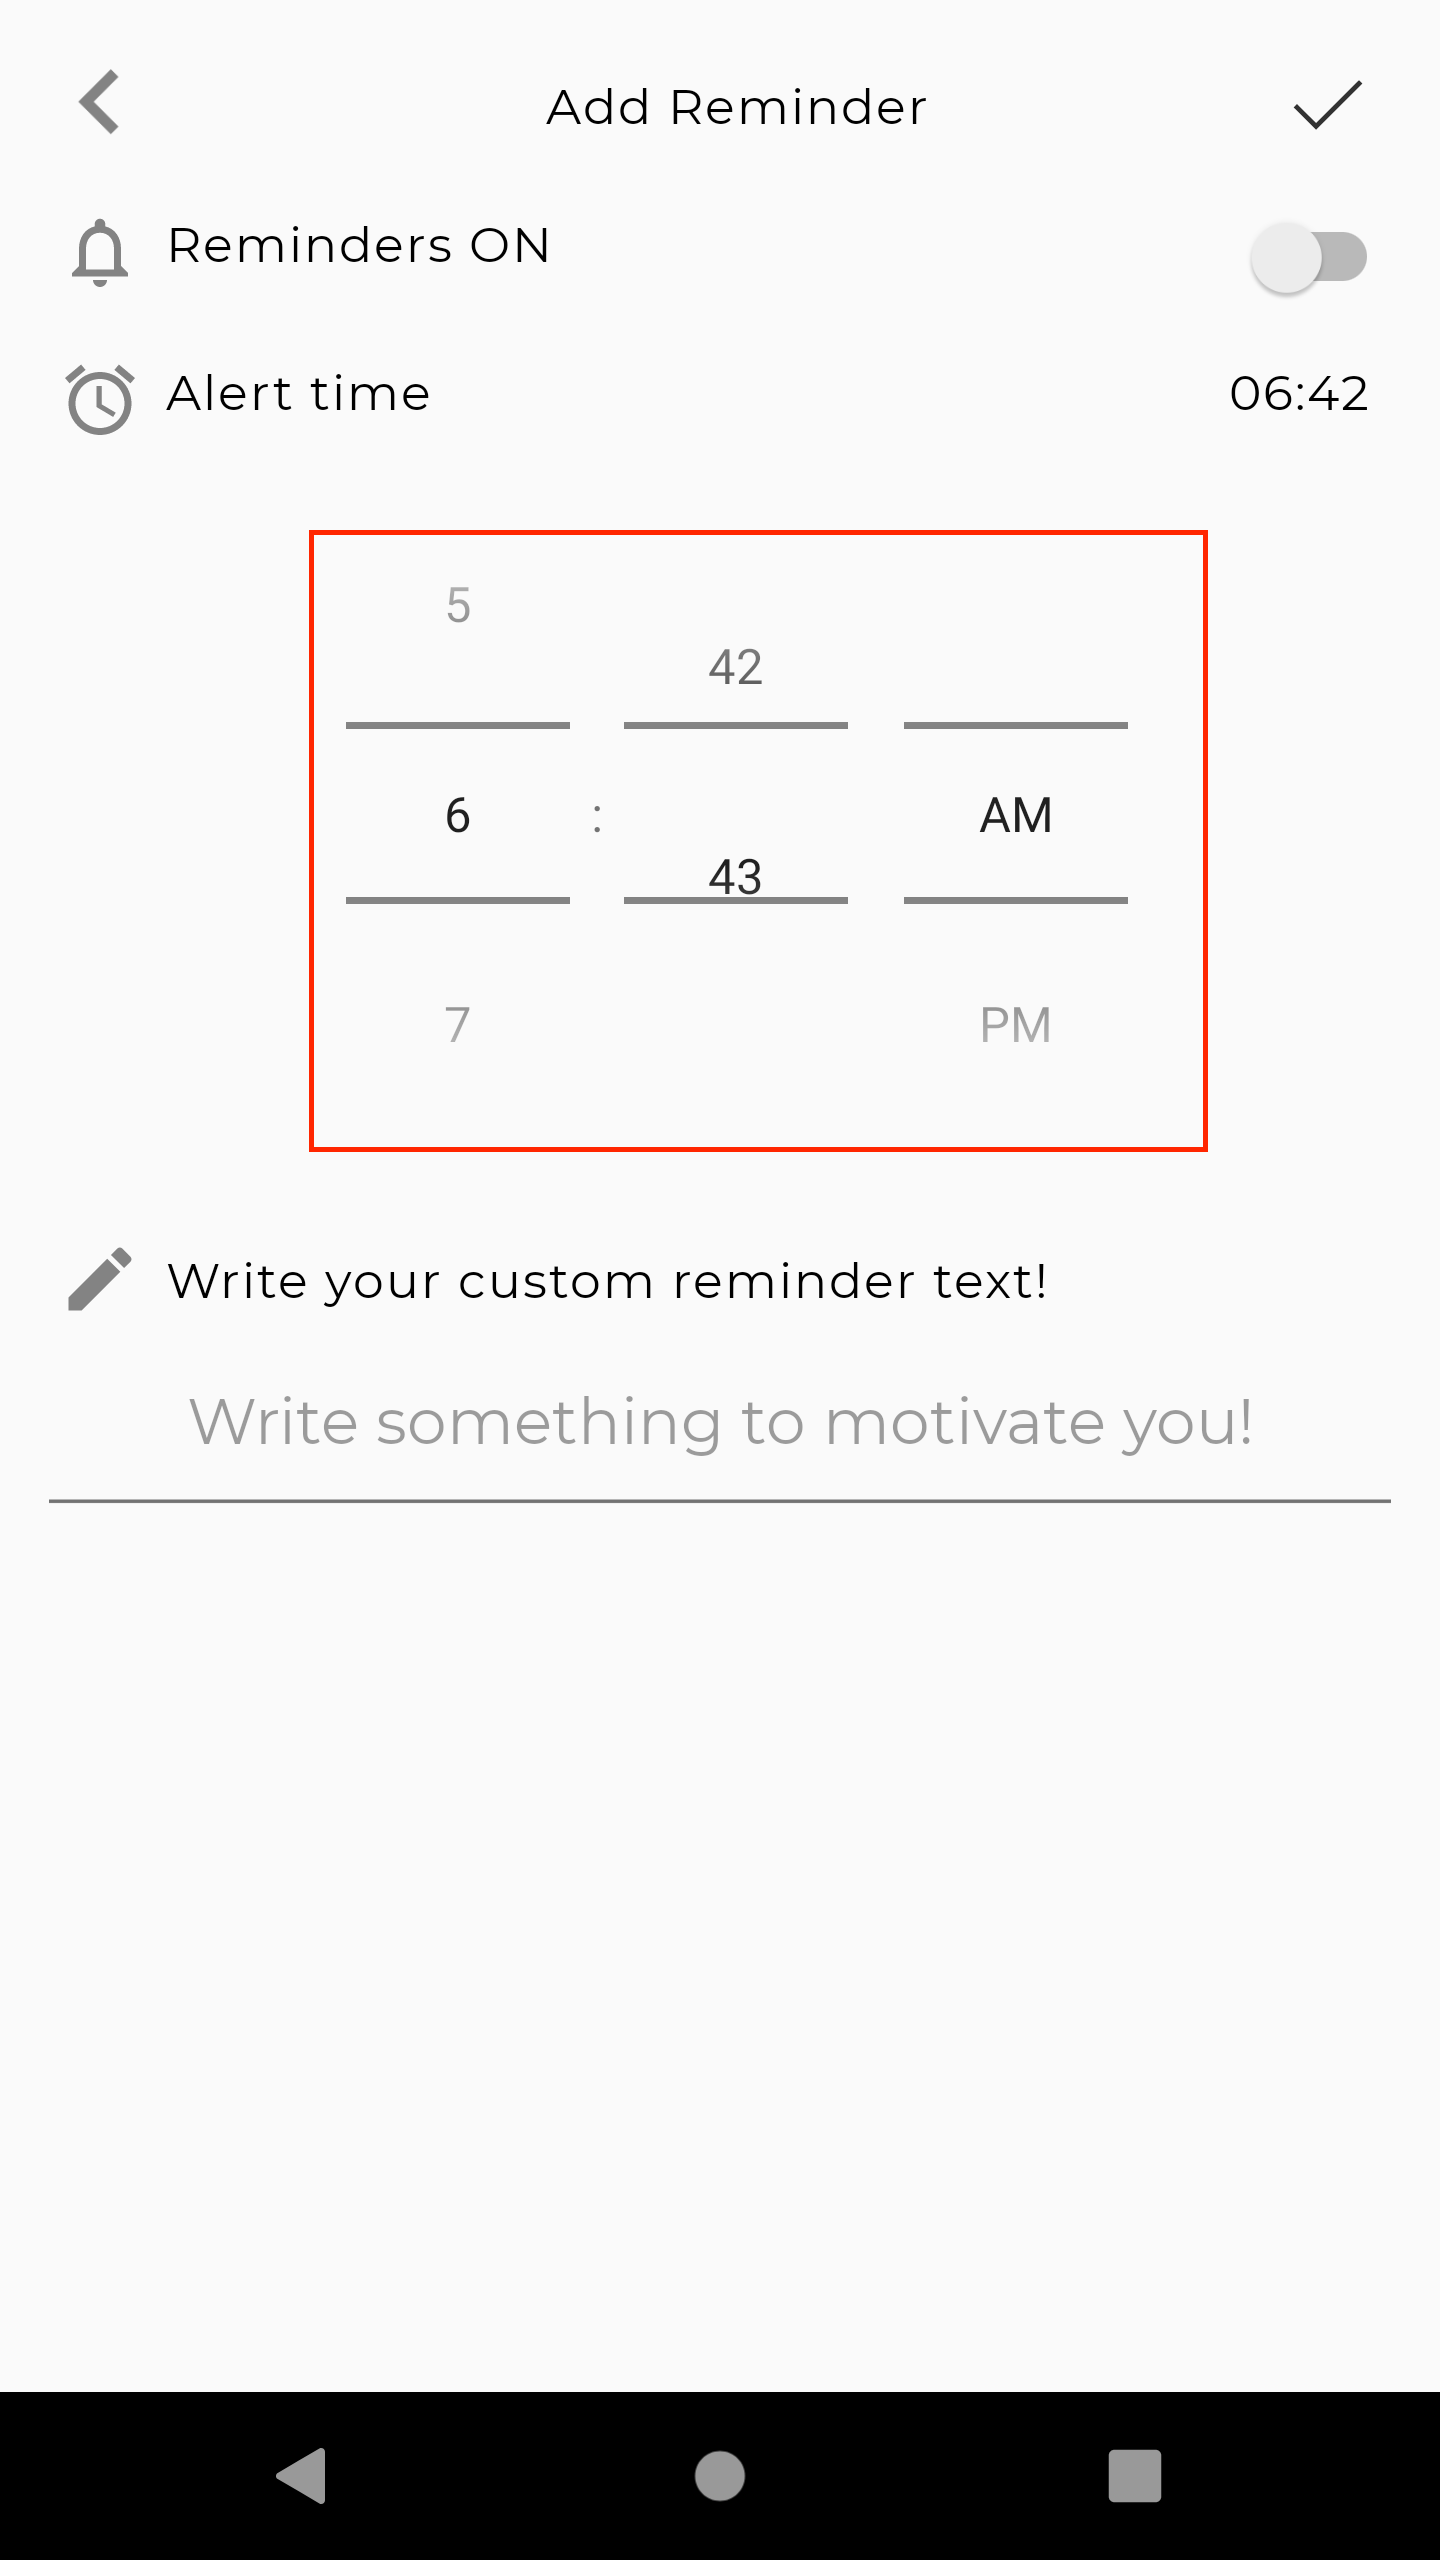 Add Reminder
Reminders ON
Alert time 06:42
5
42
6 : AM
43
7 PM
Write your custom reminder text!
Write something to motivate you!